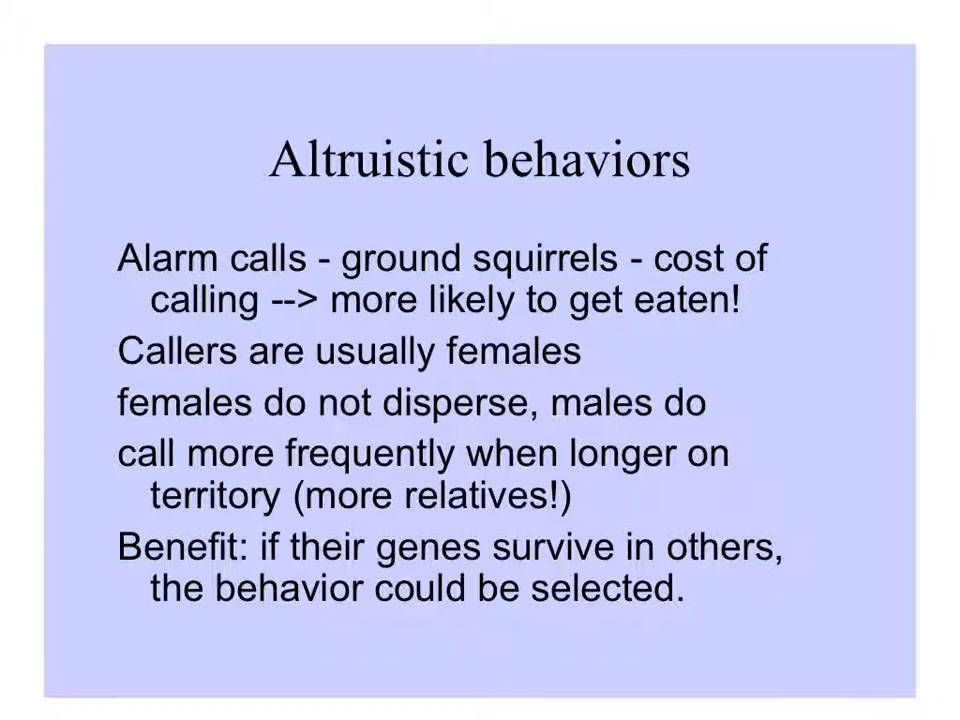 Altruistic behaviors
Alarm calls - ground squirrels - cost of
calling --> more likely to get eaten!
Callers are usually females
females do not disperse, males do
call more frequently when longer on
territory (more relatives!)
Benefit: if their genes survive in others,
the behavior could be selected.